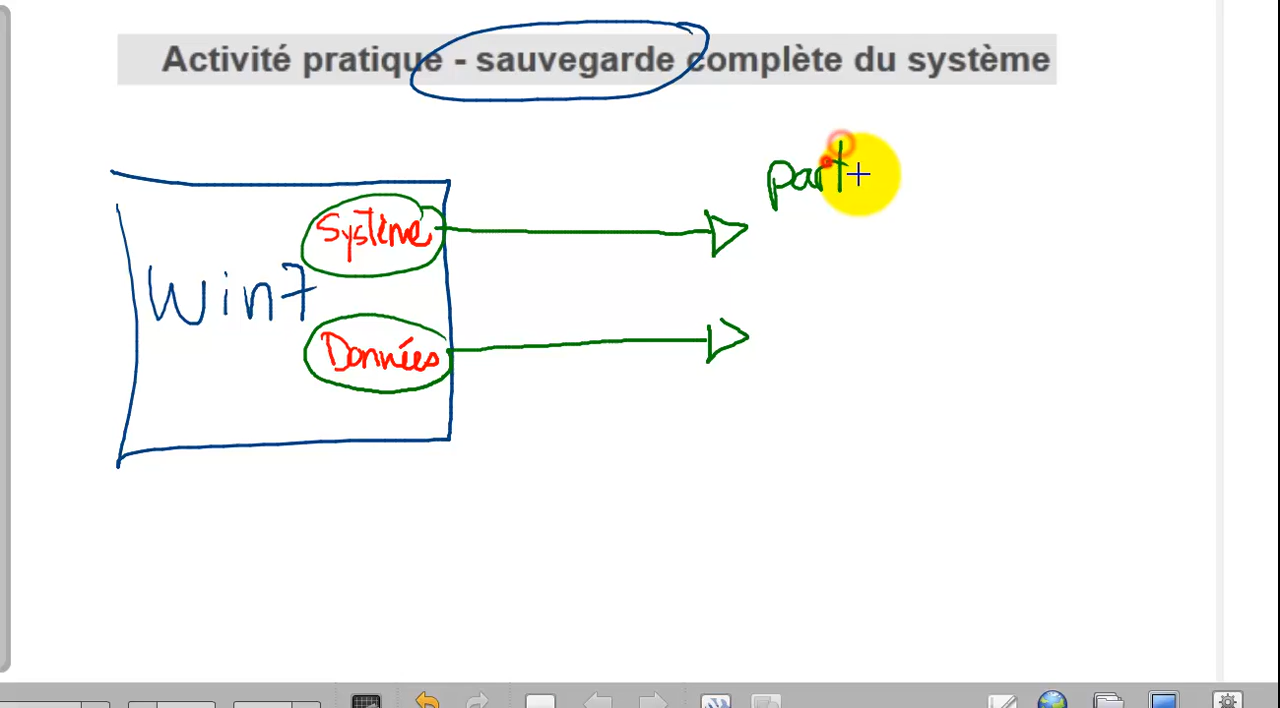 Activité pratique - sauvegarde complète du système
part
Système
Win7
Données